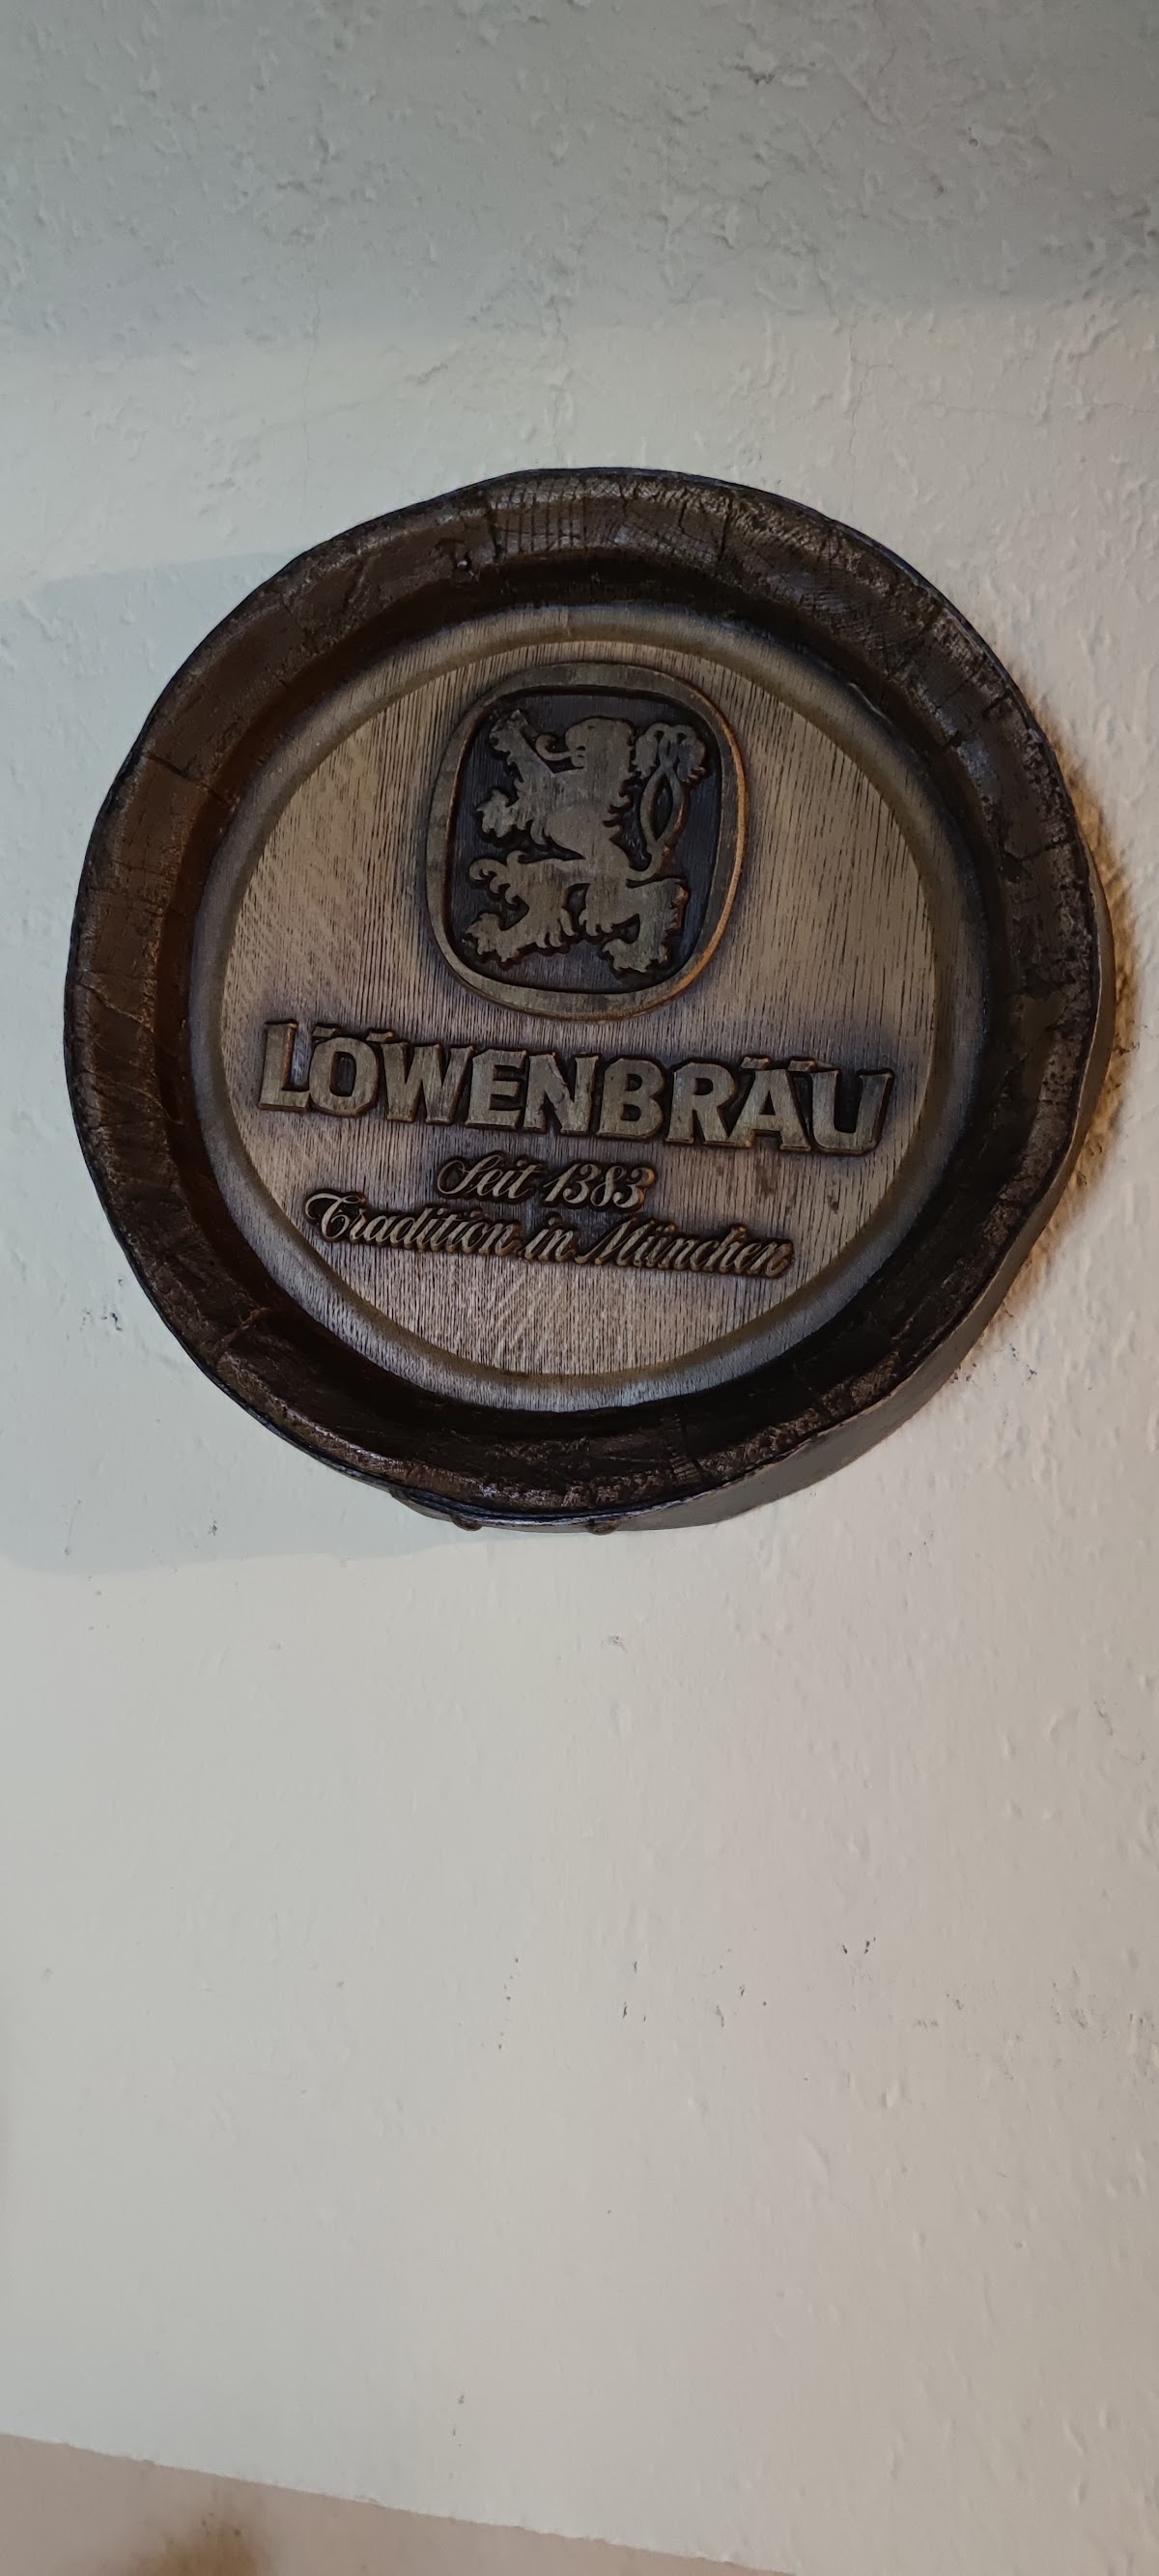 LÖWENBRÄU
Seit 1383
Tradition in München